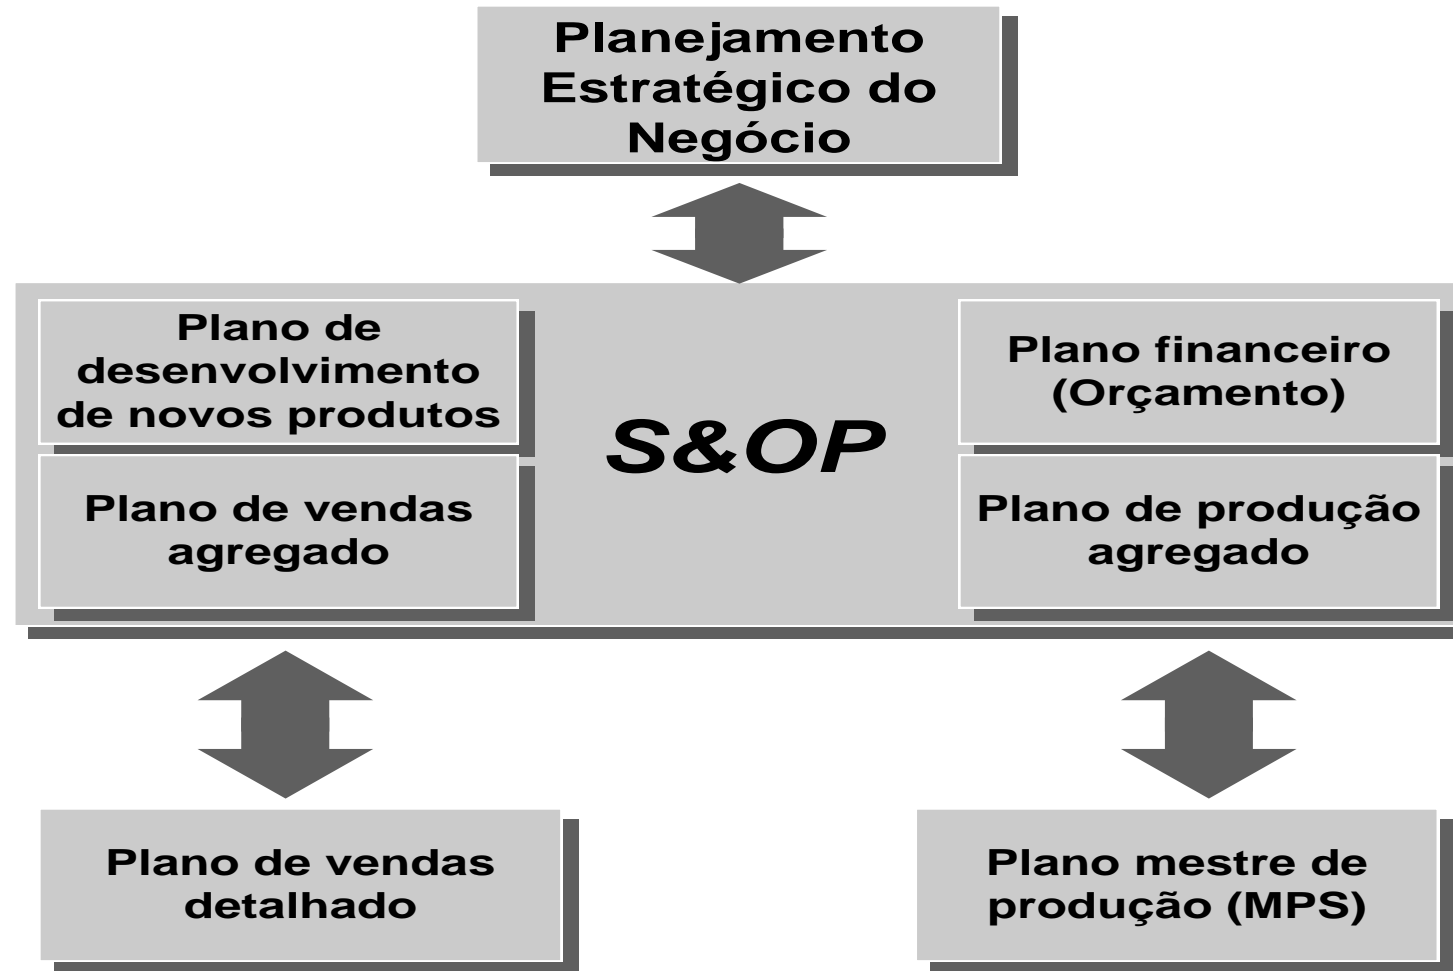 Planejamento
Estratégico do
Negócio
Plano de
desenvolvimento
de novos produtos
Plano de vendas
agregado
S&OP
Plano financeiro
(Orçamento)
Plano de produção
agregado
Plano de vendas
detalhado
Plano mestre de
produção (MPS)